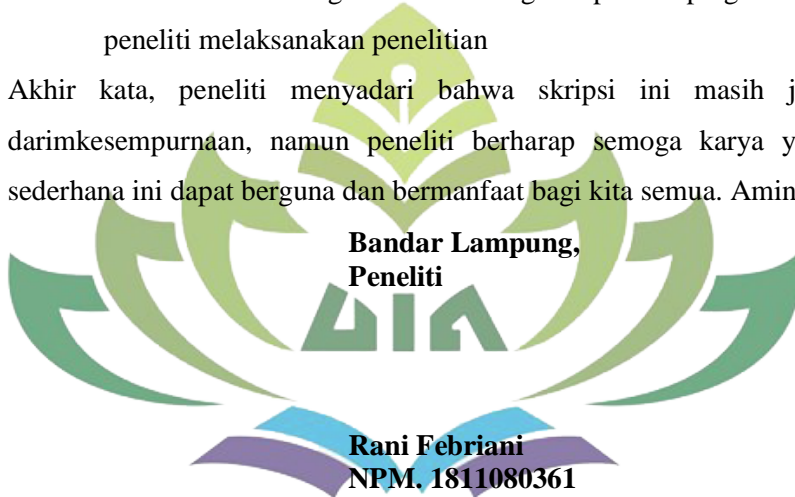 peneliti melaksanakan penelitian
Akhir kata, peneliti menyadari bahwa skripsi ini masih
darimkesempurnaan, namun peneliti berharap semoga karya
sederhana ini dapat berguna dan bermanfaat bagi kita semua. Amin
Bandar Lampung,
Peneliti
UIN
Rani Febriani
NPM. 1811080361